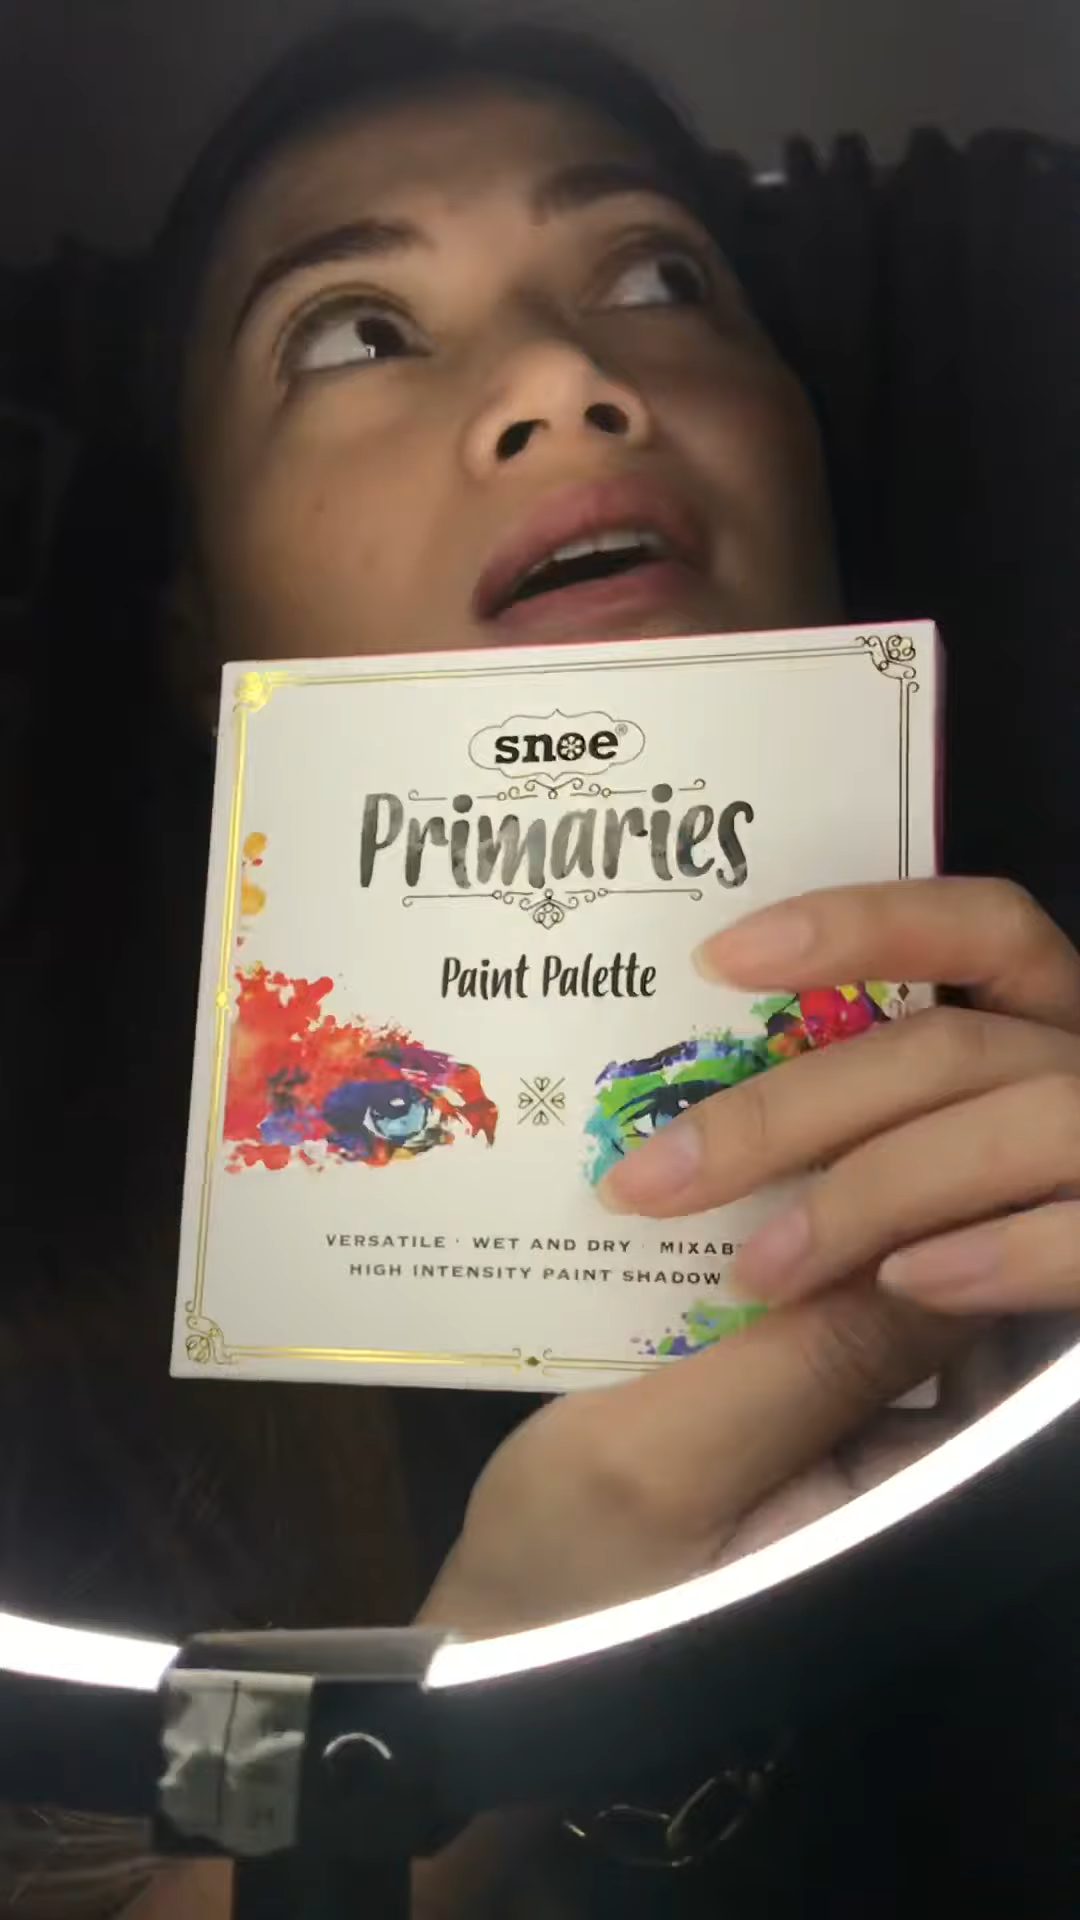 snoe®
Primaries
Paint Palette
VERSATILE · WET AND DRY · MIXAB
HIGH INTENSITY PAINT SHADOW